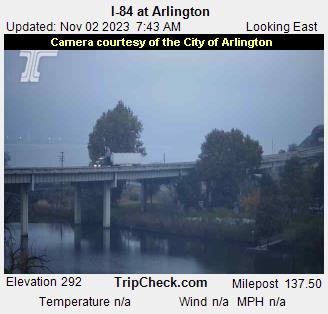 I-84 at Arlington
Updated: Nov 02 2023 7:43 AM Looking East
Camera courtesy of the City of Arlington
Elevation 292 TripCheck.com Milepost 137.50
Temperature n/a Wind n/a MPH n/a